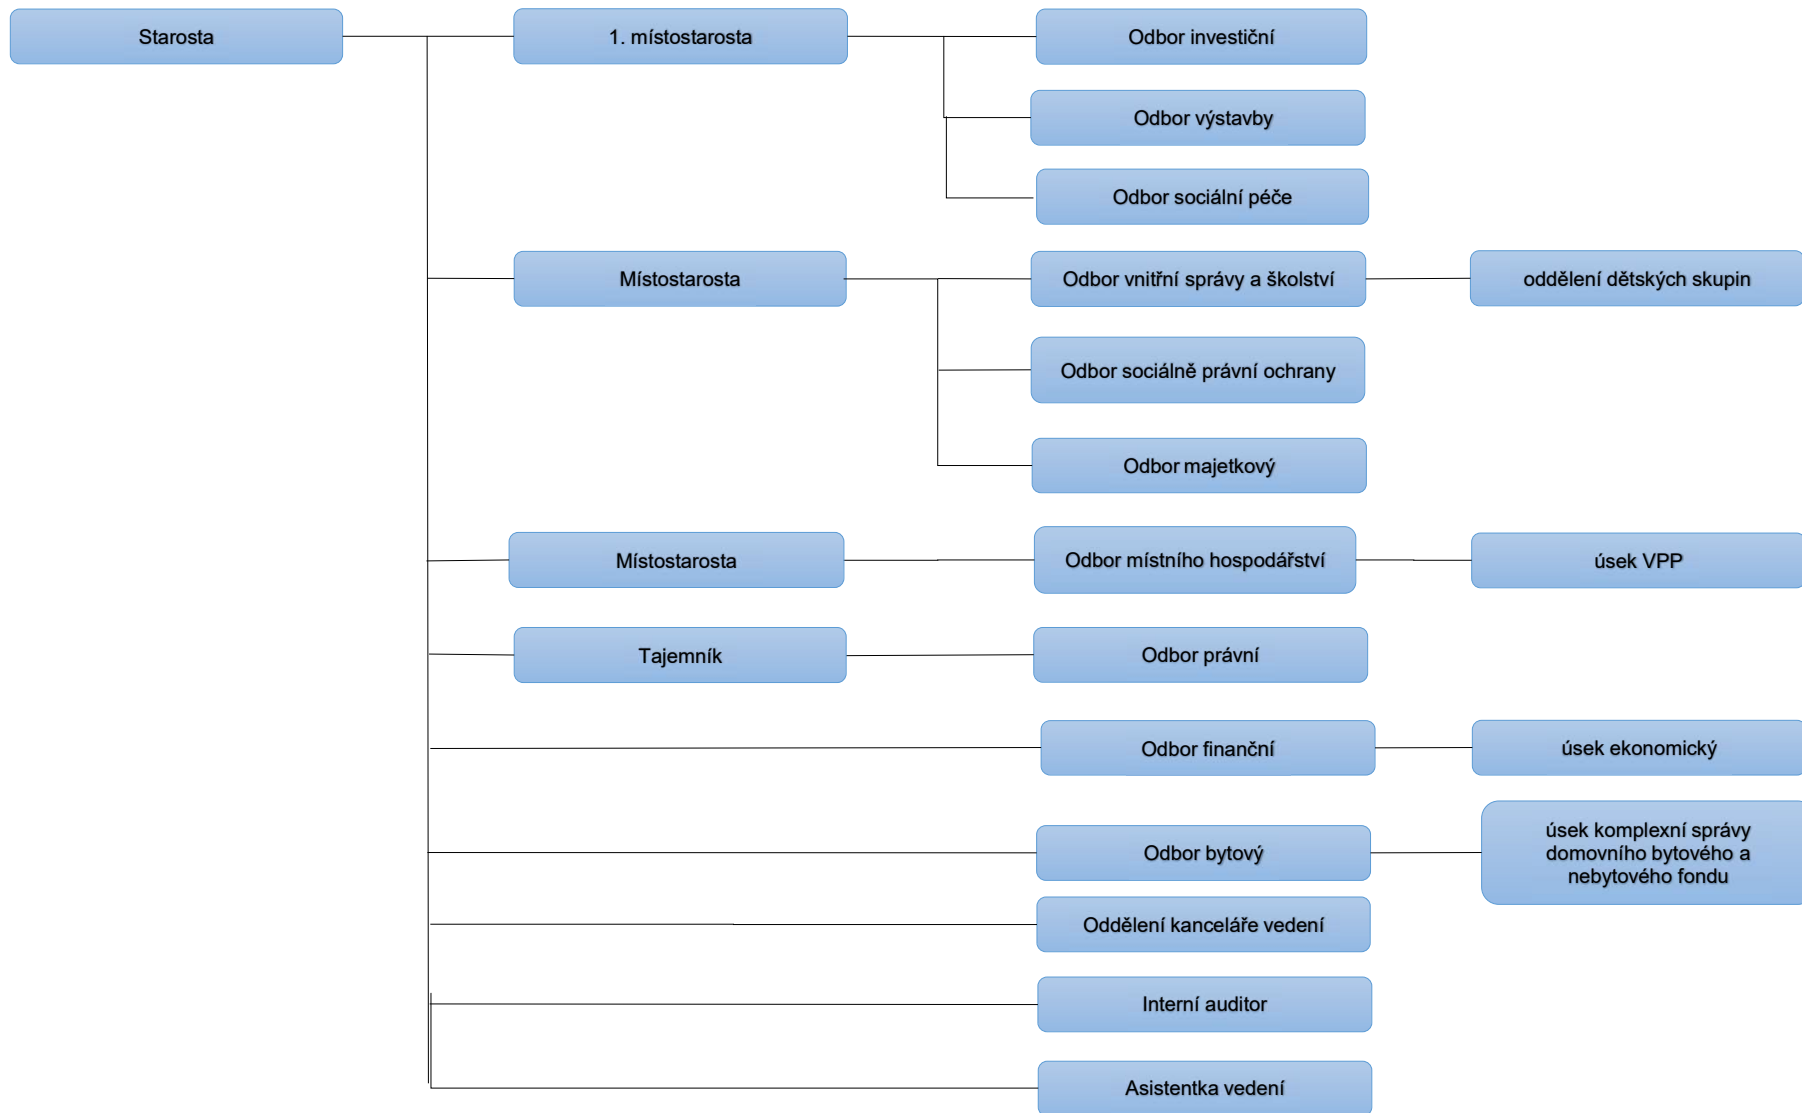 Starosta
1. místostarosta
Odbor investiční
Odbor výstavby
Odbor sociální péče
Místostarosta
Odbor vnitřní správy a školství
oddělení dětských skupin
Odbor sociálně právní ochrany
Odbor majetkový
Místostarosta
Odbor místního hospodářství
úsek VPP
Tajemník
Odbor právní
Odbor finanční
úsek ekonomický
Odbor bytový
úsek komplexní správy
domovního bytového a
nebytového fondu
Oddělení kanceláře vedení
Interní auditor
Asistentka vedení